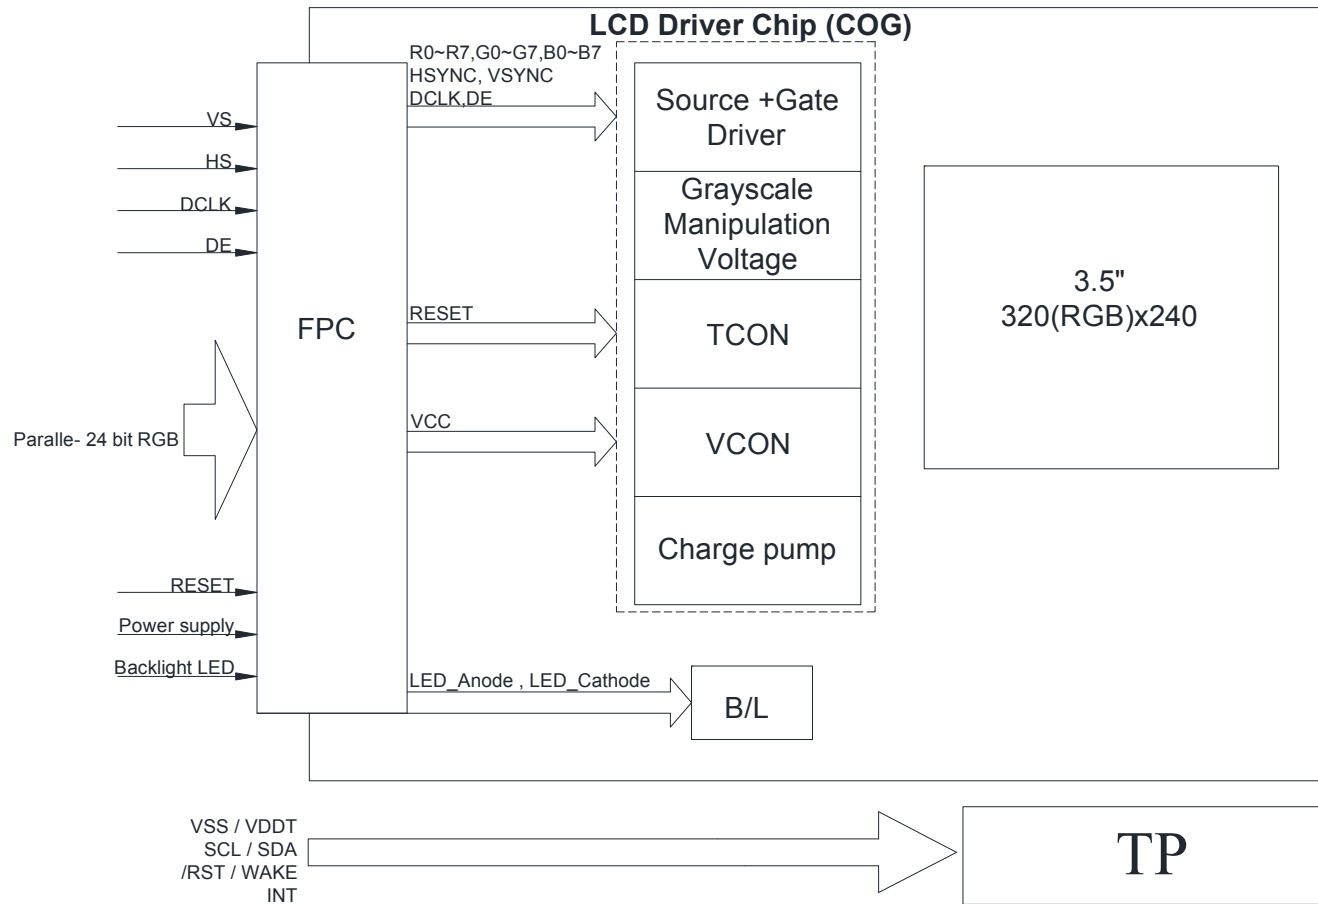 LCD Driver Chip (COG)
R0~R7,G0~G7,B0~B7
HSYNC, VSYNC
DCLK,DE
VS
HS
DCLK
DE
Paralle- 24 bit RGB
RESET
Power supply
Backlight LED
FPC
RESET
VCC
LED_Anode , LED_Cathode
Source +Gate
Driver
Grayscale
Manipulation
Voltage
TCON
VCON
Charge pump
B/L
3.5"
320(RGB)x240
VSS / VDDT
SCL / SDA
/RST / WAKE
INT
TP